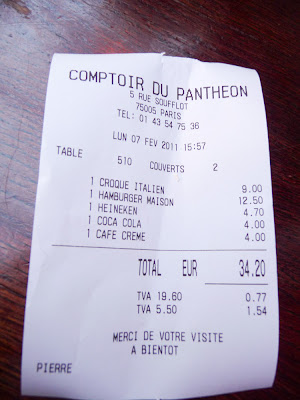 COMPTOIR DU PANTHEON
5 RUE SOUFFLOT
75005 PARIS
TEL: 01 43 54 75 36
LUN 07 FEV 2011 15:57
TABLE 510 COUVERTS 2
1 CROQUE ITALIEN 9.00
1 HAMBURGER MAISON 12.50
1 HEINEKEN 4.70
1 COCA COLA 4.00
1 CAFE CREME 4.00
TOTAL EUR 34.20
TVA 19.60 0.77
TVA 5.50 1.54
MERCI DE VOTRE VISITE
A BIENTOT
PIERRE